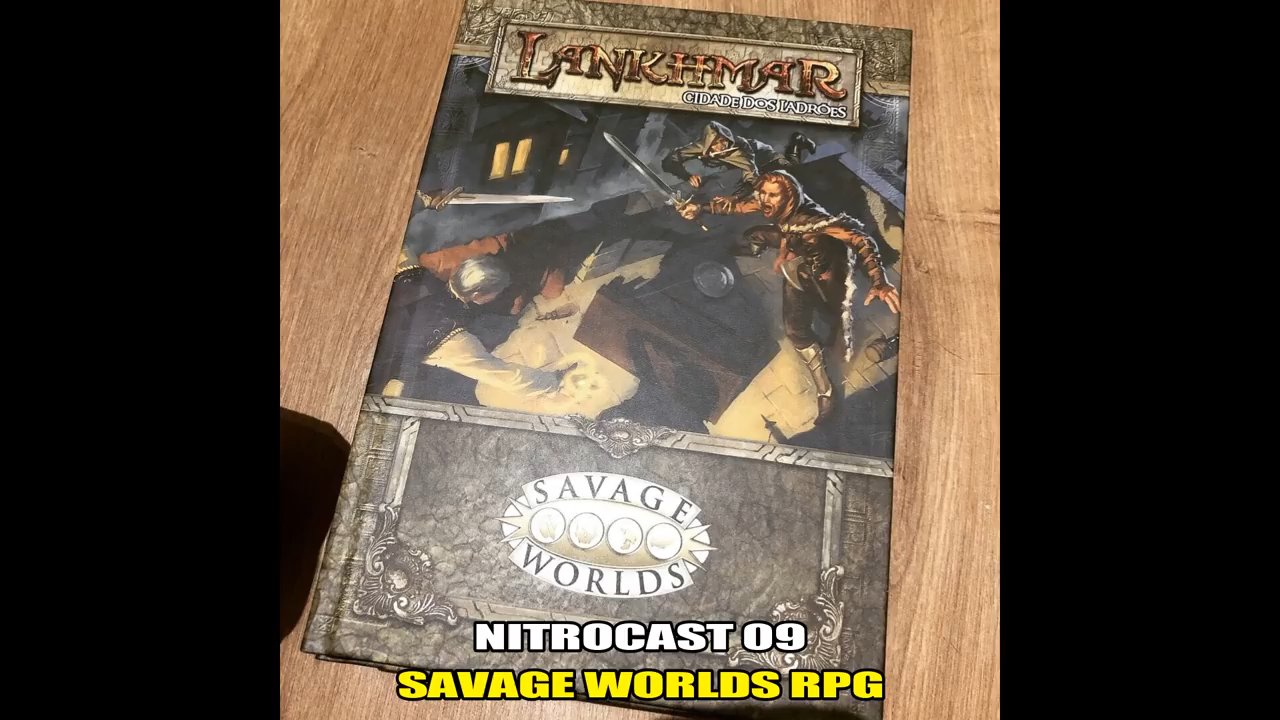 LANKHMAR
CIDADE DOS LADRÕES
SAVAGE
WORLDS
NITROCAST 09
SAVAGE WORLDS RPG